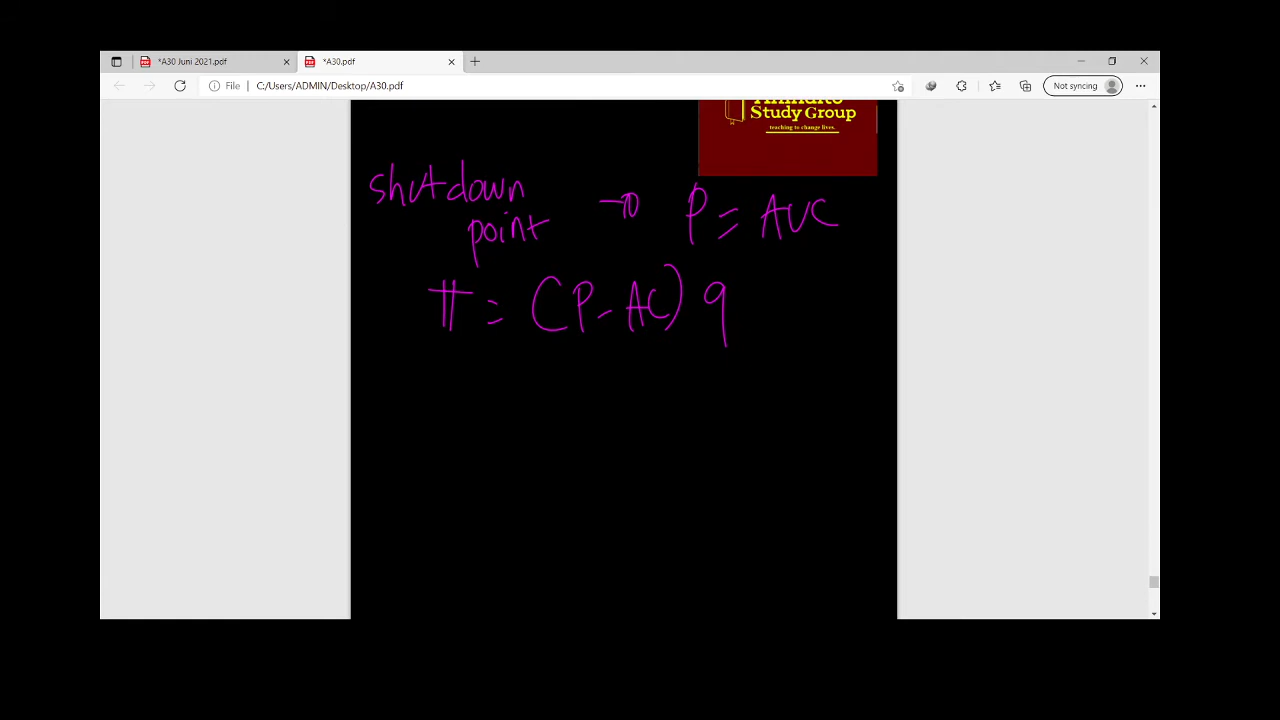 *A30 Juni 2021.pdf
*A30.pdf
File
C:/Users/ADMIN/Desktop/A30.pdf
Not syncing
Study Group
teaching to change lives.
shutdown point → P = AVC
π = (P - AC) q